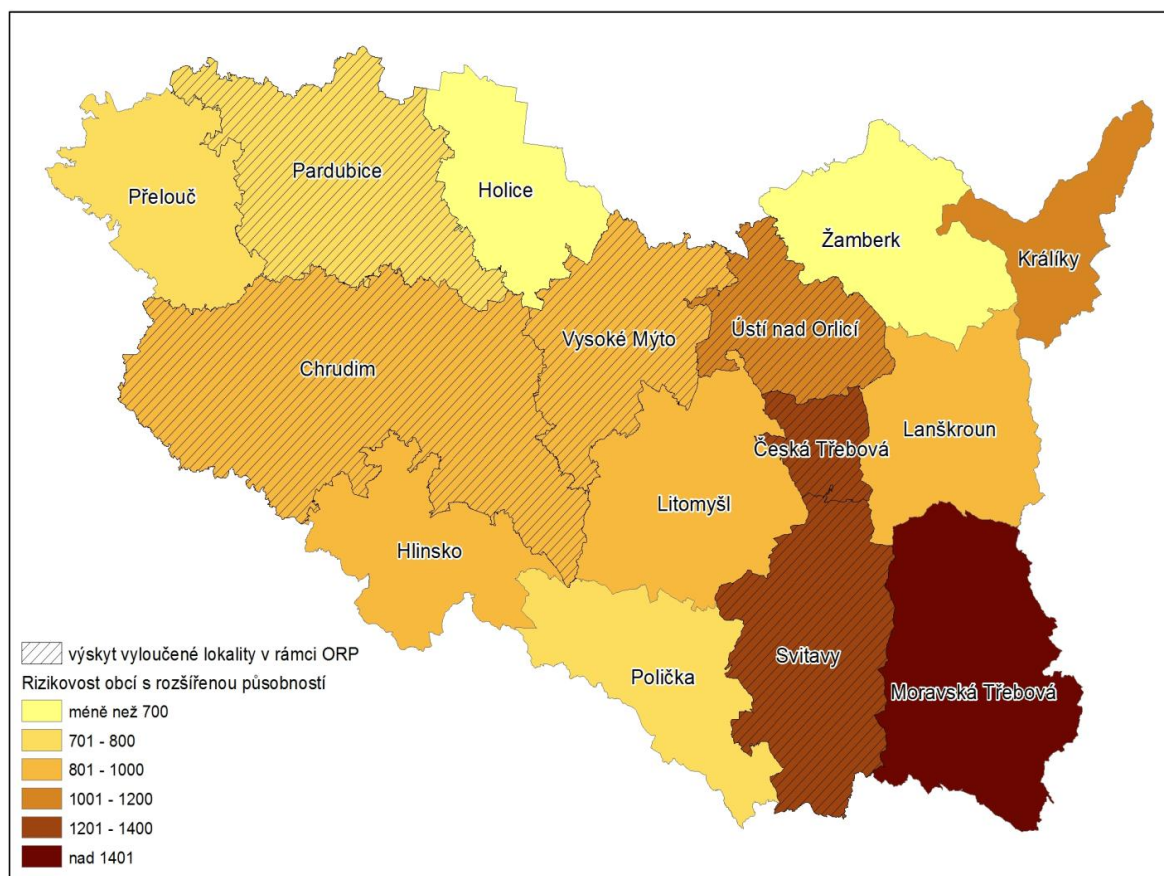 Pardubice
Přelouč
Holice
Žamberk
Králíky
Ústí nad Orlicí
Vysoké Mýto
Chrudim
Lanškroun
Česká Třebová
Litomyšl
Hlinsko
Svitavy
Polička
Moravská Třebová
výskyt vyloučené lokality v rámci ORP
Rizikovost obcí s rozšířenou působností
méně než 700
701 - 800
801 - 1000
1001 - 1200
1201 - 1400
nad 1401